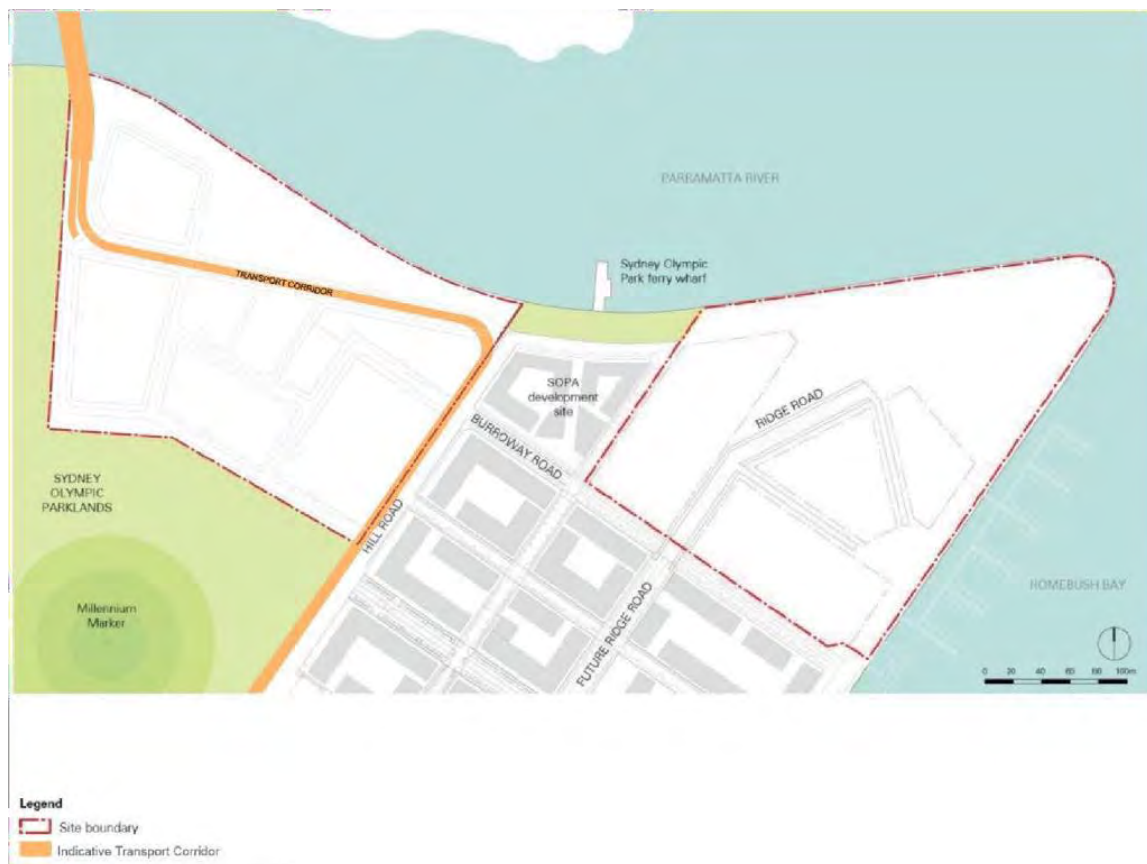 PARRAMATTA RIVER
Sydney Olympic
Park ferry wharf
TRANSPORT CORRIDOR
SOPA
development
site
RIDGE ROAD
BURROWAY ROAD
SYDNEY
OLYMPIC
PARKLANDS
HILL ROAD
HOMEBUSH BAY
Millennium
Marker
FUTURE RIDGE ROAD
0 20 40 60 80 100m
Legend
Site boundary
Indicative Transport Corridor